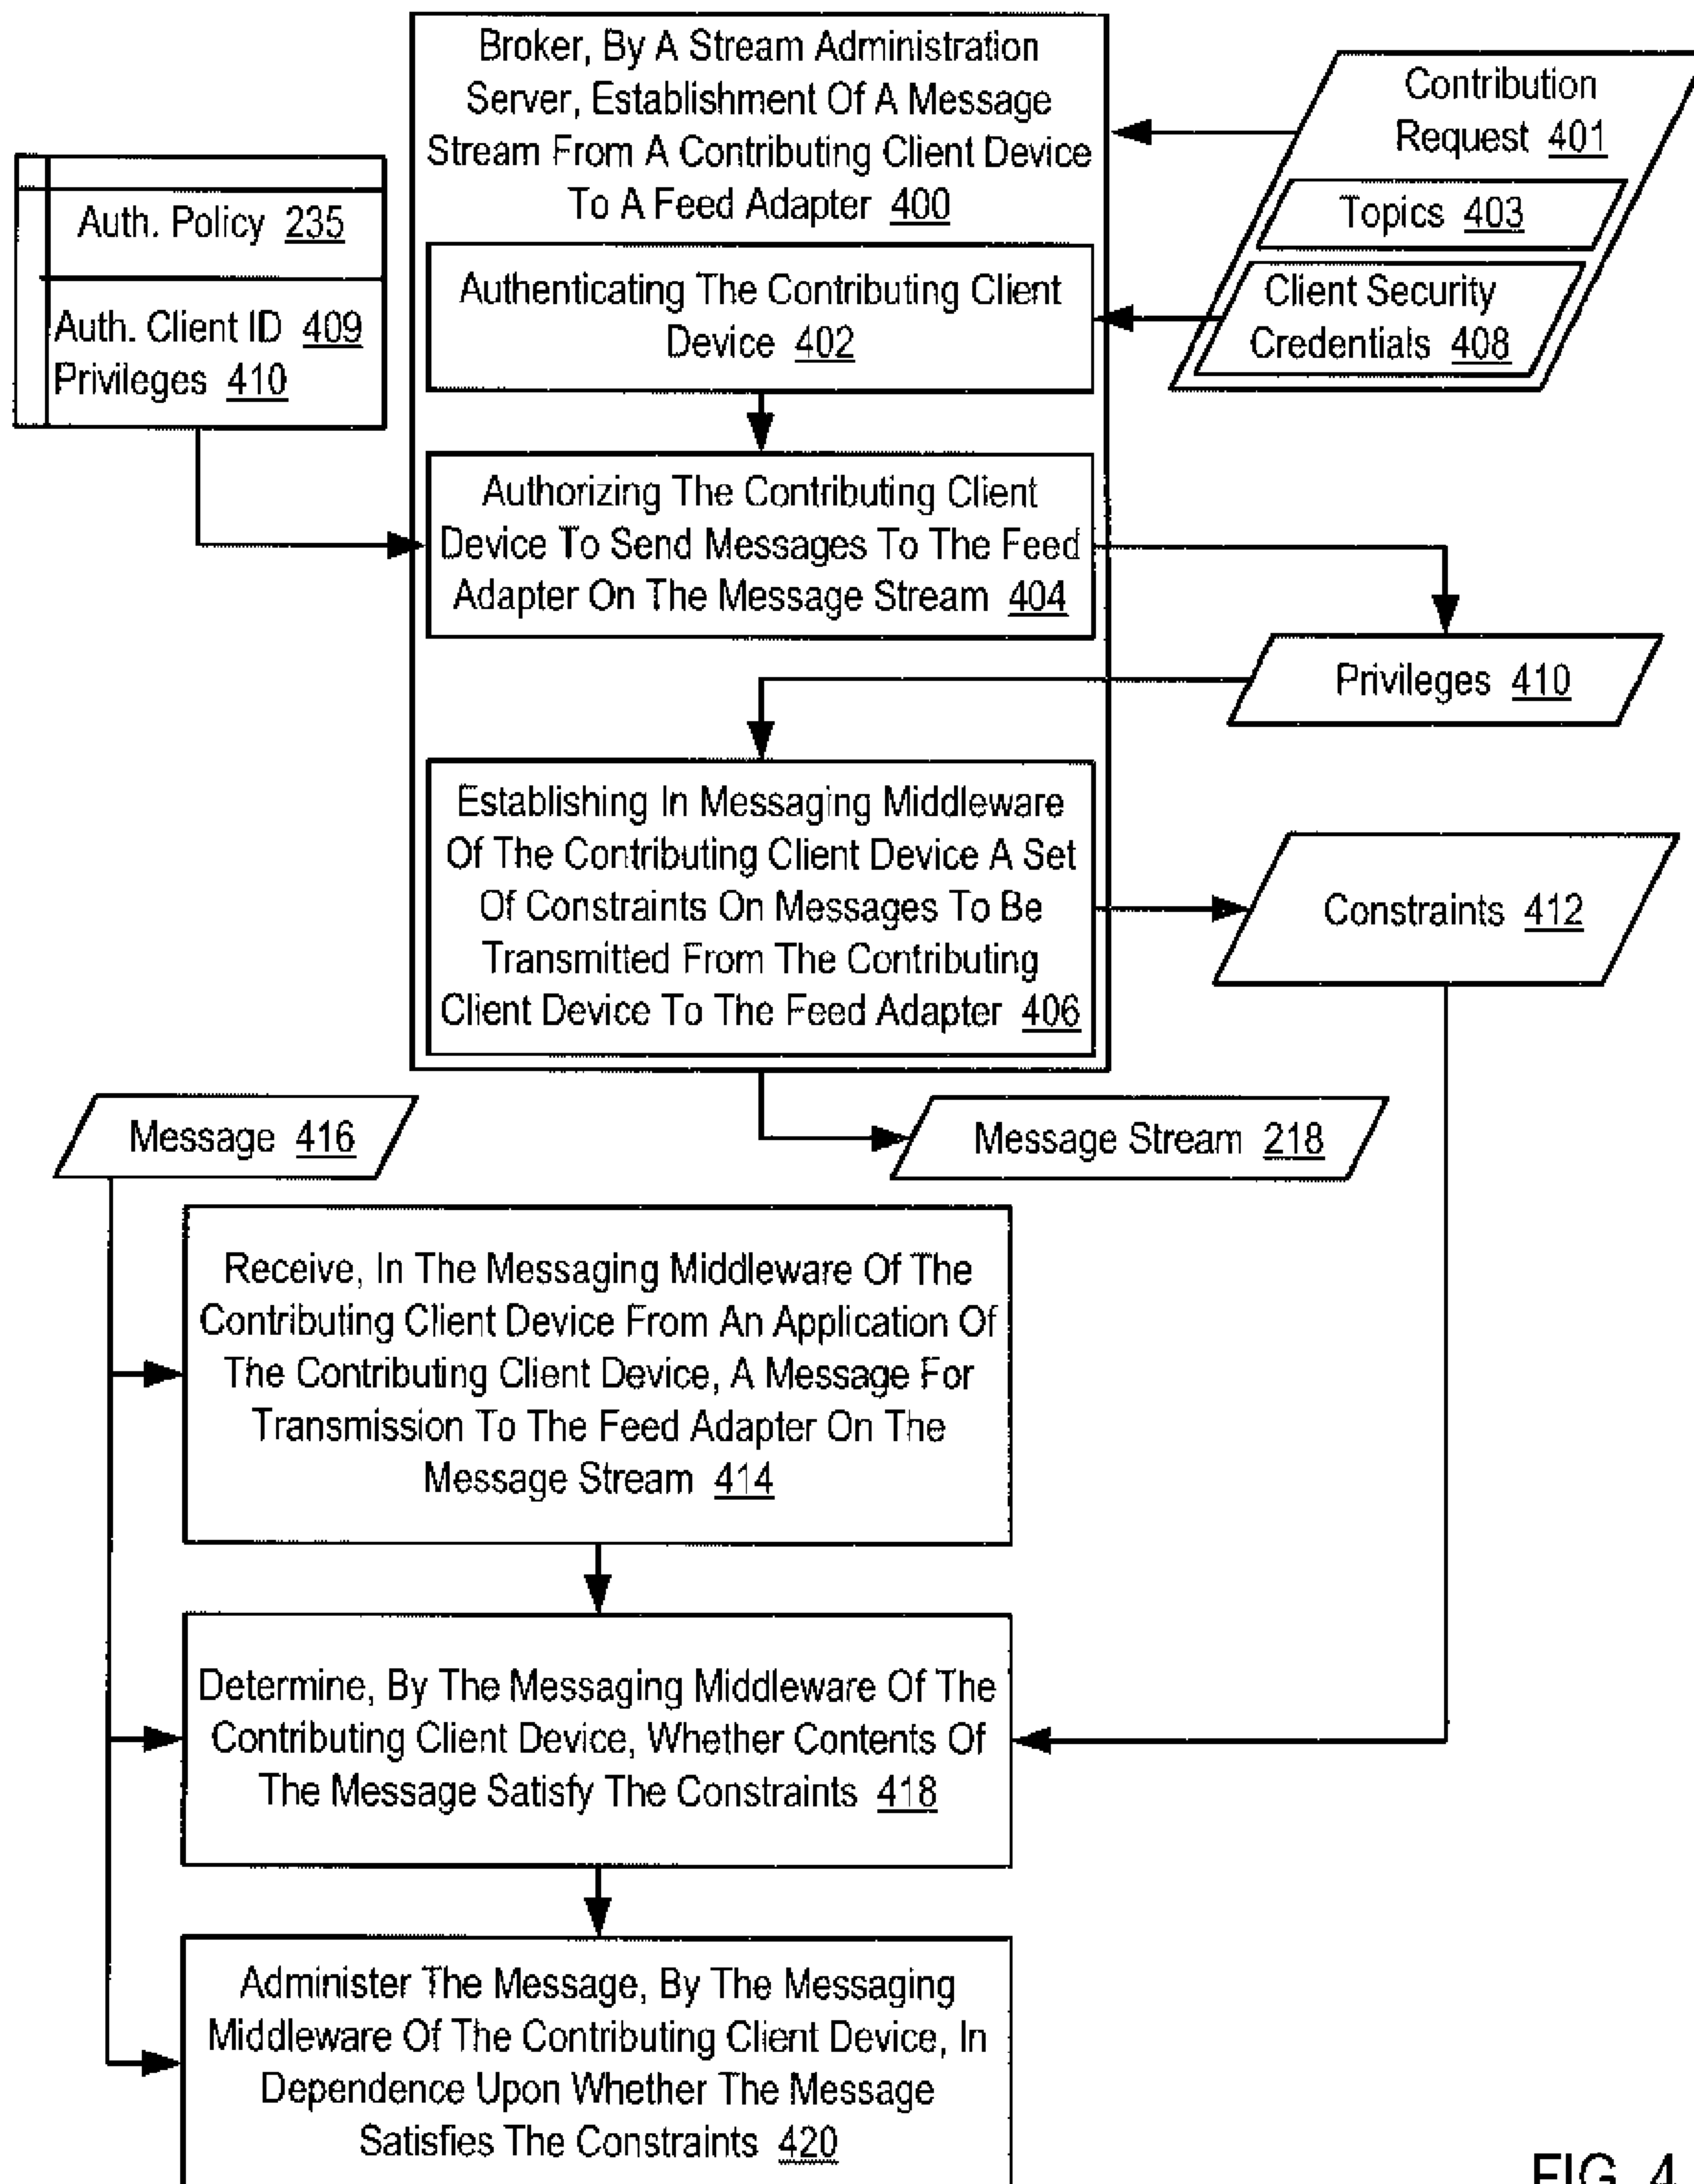 Broker, By A Stream Administration
Server, Establishment Of A Message
Stream From A Contributing Client Device
To A Feed Adapter 400
Contribution
Request 401
Topics 403
Client Security
Credentials 408
Auth. Policy 235
Auth. Client ID 409
Privileges 410
Authenticating The Contributing Client
Device 402
Authorizing The Contributing Client
Device To Send Messages To The Feed
Adapter On The Message Stream 404
Privileges 410
Establishing In Messaging Middleware
Of The Contributing Client Device A Set
Of Constraints On Messages To Be
Transmitted From The Contributing
Client Device To The Feed Adapter 406
Constraints 412
Message 416
Message Stream 218
Receive, In The Messaging Middleware Of The
Contributing Client Device From An Application Of
The Contributing Client Device, A Message For
Transmission To The Feed Adapter On The
Message Stream 414
Determine, By The Messaging Middleware Of The
Contributing Client Device, Whether Contents Of
The Message Satisfy The Constraints 418
Administer The Message, By The Messaging
Middleware Of The Contributing Client Device, In
Dependence Upon Whether The Message
Satisfies The Constraints 420
FIG. 4